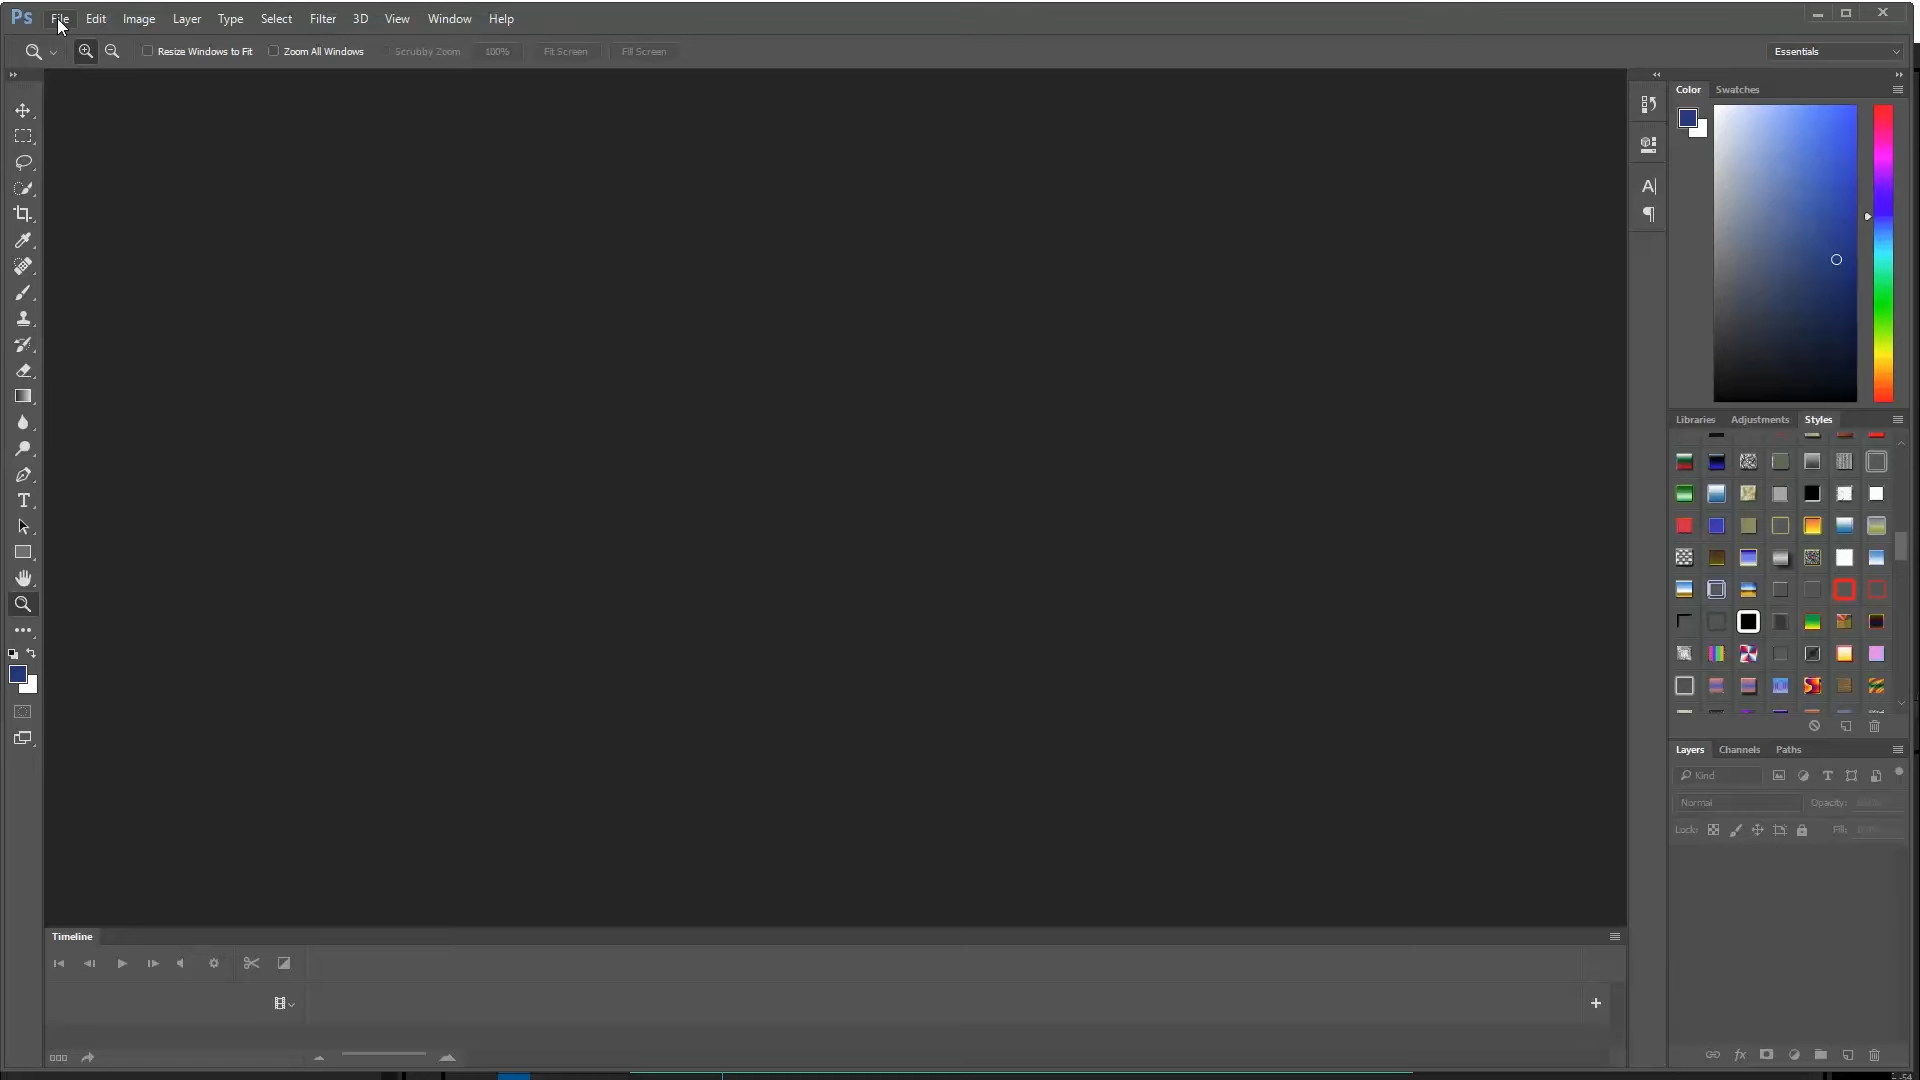 Ps File Edit Image Layer Type Select Filter 3D View Window Help
Resize Windows to Fit Zoom All Windows Scrubby Zoom 100% Fit Screen Fill Screen Essentials
Color Swatches
Libraries Adjustments Styles
Layers Channels Paths
Kind
Normal Opacity: 100%
Lock: Fill: 100%
Timeline